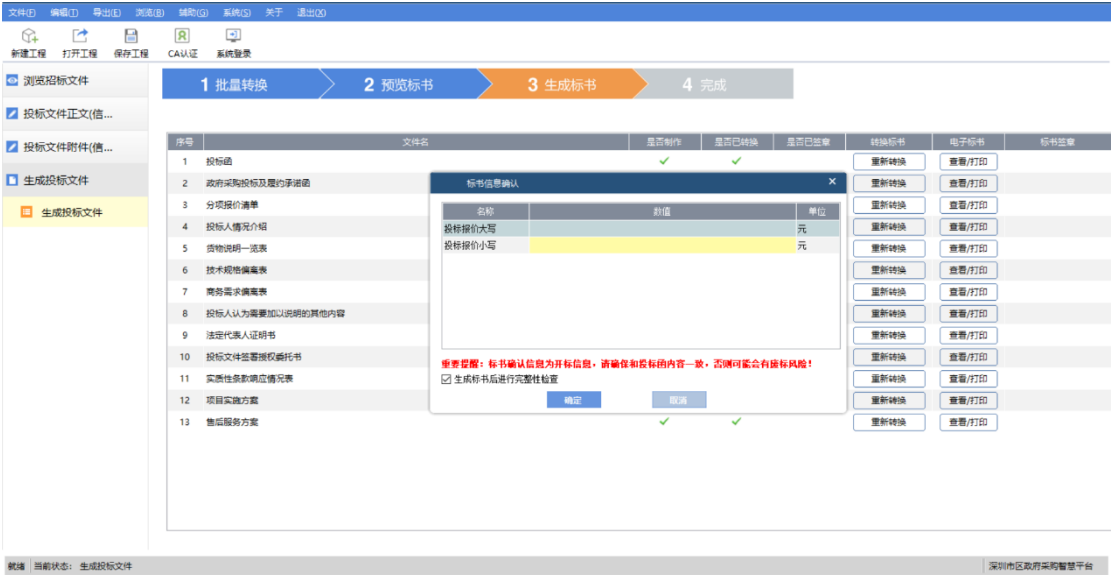 文件(F) 编辑(T) 导出(E) 浏览(B) 辅助(G) 系统(S) 关于 退出(X)
新建工程 打开工程 保存工程 CA认证 系统登录
浏览招标文件
投标文件正文(信...
投标文件附件(信...
生成投标文件
生成投标文件
1 批量转换 2 预览标书 3 生成标书 4 完成
序号 文件名 是否制作 是否已转换 是否已签章 转换标书 电子标书 标书签章
1 投标函 重新转换 查看/打印
2 政府采购投标及履约承诺函 重新转换 查看/打印
3 分项报价清单 重新转换 查看/打印
4 投标人情况介绍 重新转换 查看/打印
5 货物说明一览表 重新转换 查看/打印
6 技术规格偏离表 重新转换 查看/打印
7 商务需求偏离表 重新转换 查看/打印
8 投标人认为需要加以说明的其他内容 重新转换 查看/打印
9 法定代表人证明书 重新转换 查看/打印
10 投标文件签署授权委托书 重新转换 查看/打印
11 实质性条款响应情况表 重新转换 查看/打印
12 项目实施方案 重新转换 查看/打印
13 售后服务方案 重新转换 查看/打印
标书信息确认
名称 数值 单位
投标报价大写 元
投标报价小写 元
重要提醒：标书确认信息为开标信息，请确保和投标函内容一致，否则可能会有废标风险！
生成标书后进行完整性检查
确定 取消
就绪 当前状态: 生成投标文件 深圳市区政府采购智慧平台